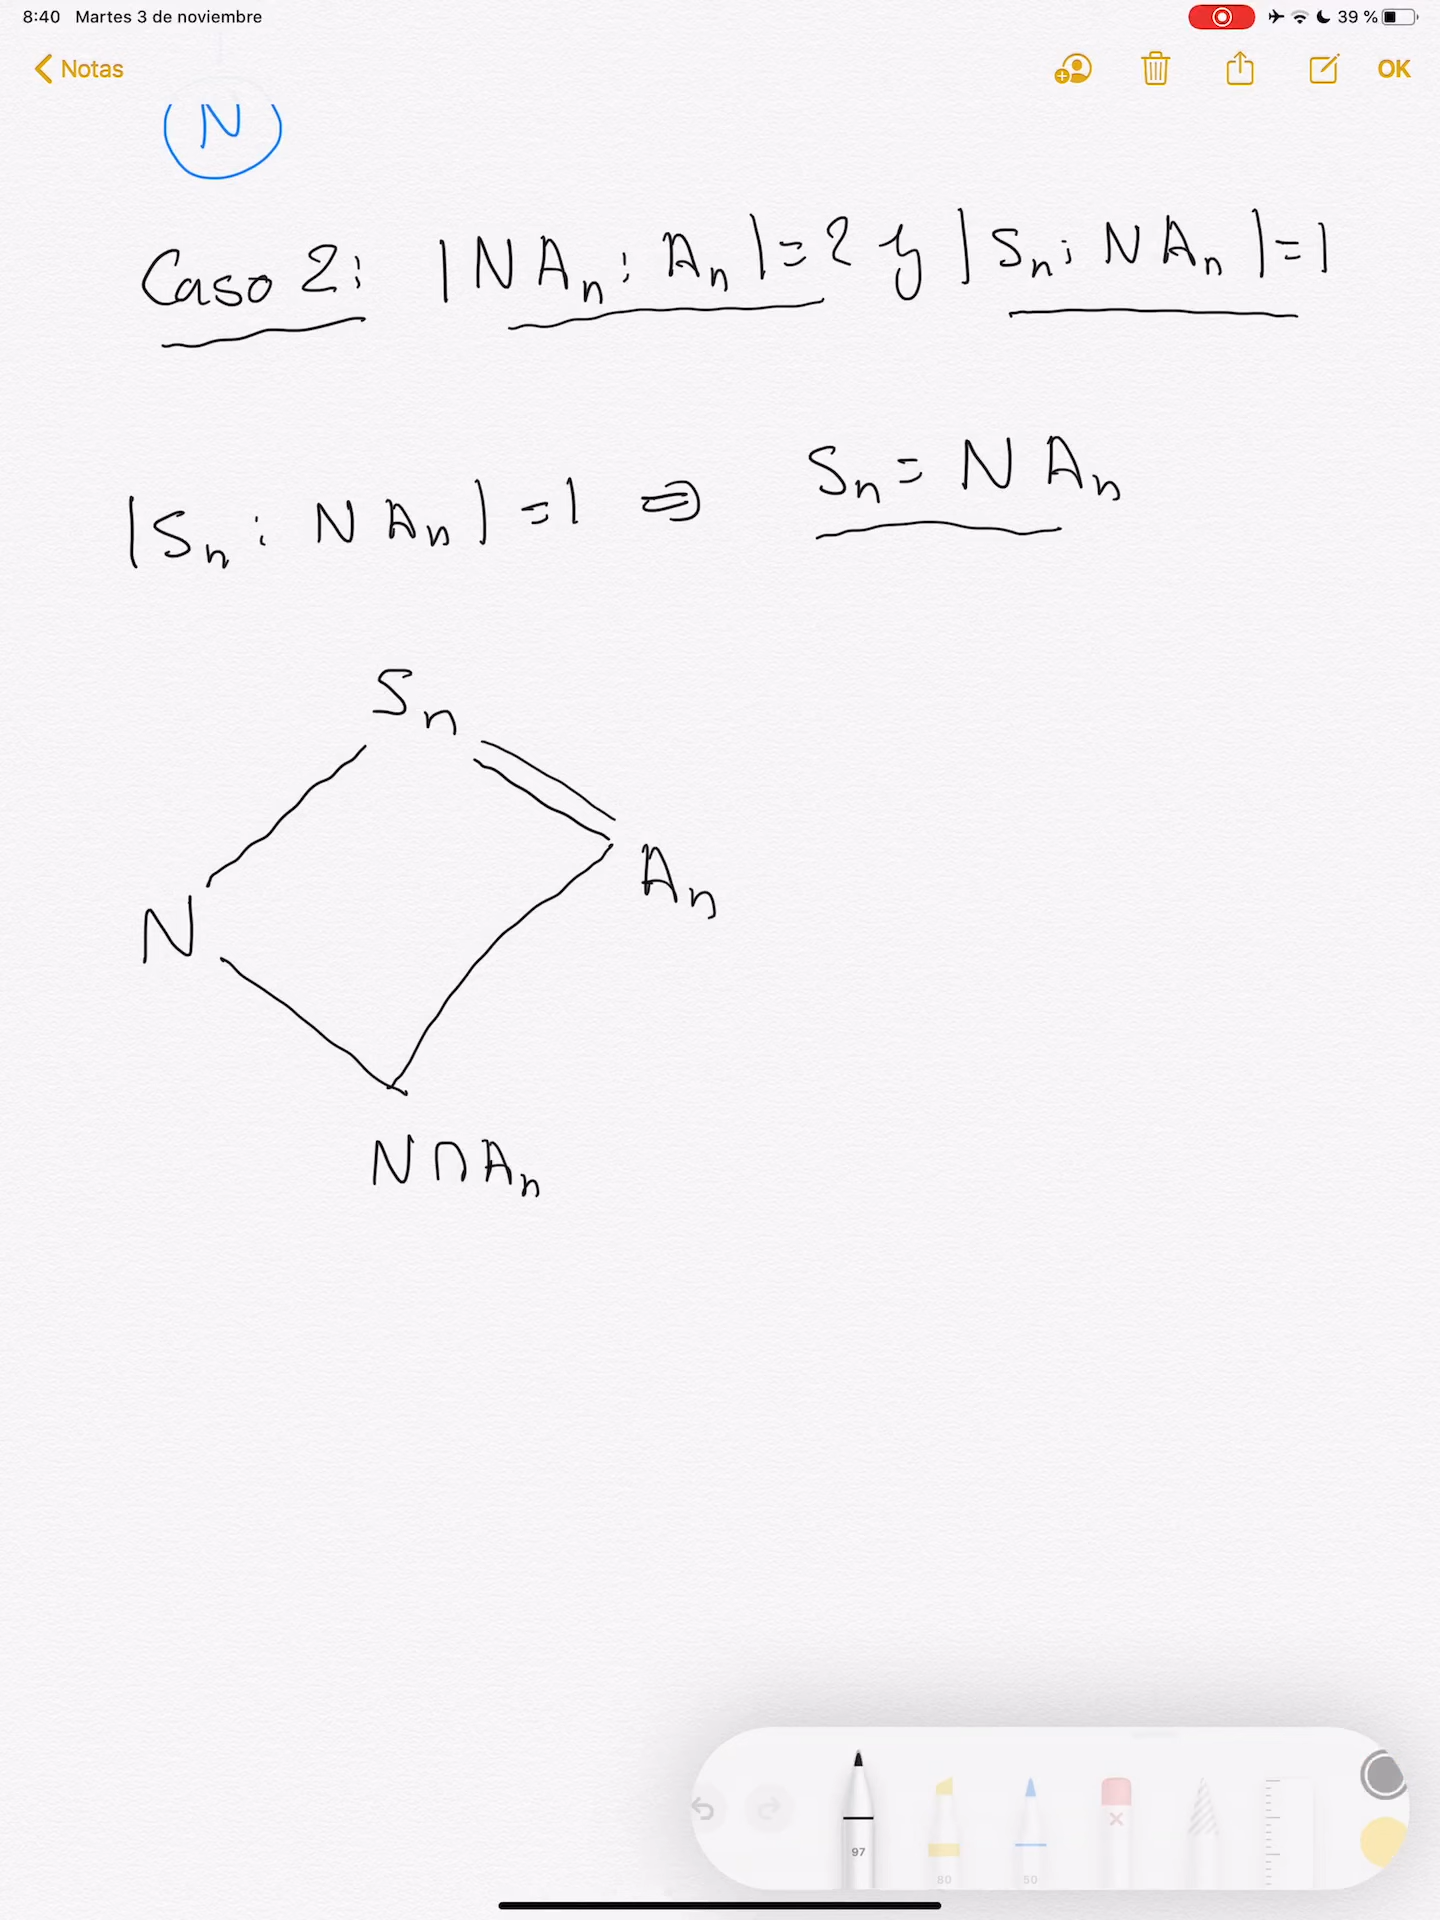 8:40 Martes 3 de noviembre 39 %
Notas OK
N
Caso 2: |NAₙ : Aₙ| = 2 y |Sₙ : NAₙ| = 1
|Sₙ : NAₙ| = 1 ⇒ Sₙ = NAₙ
Sₙ
Aₙ
N
N∩Aₙ
97
80 50